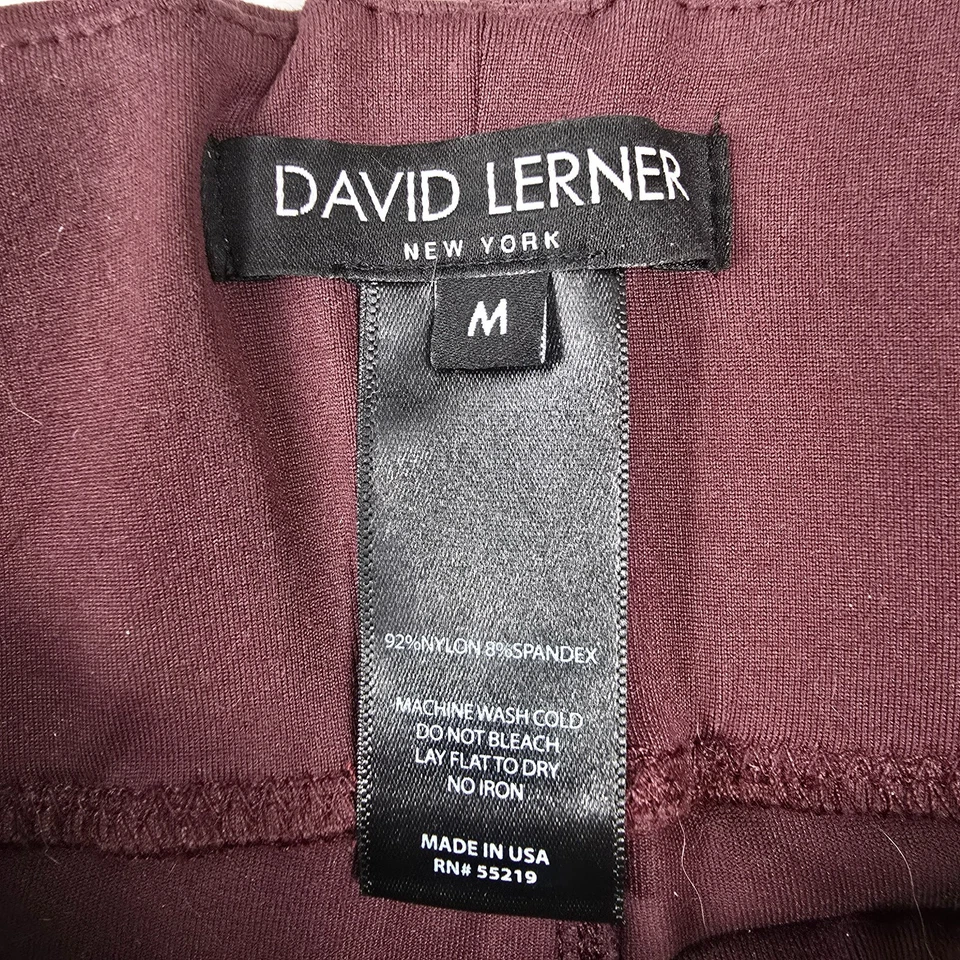 DAVID LERNER
NEW YORK
M
92%NYLON 8%SPANDEX
MACHINE WASH COLD
DO NOT BLEACH
LAY FLAT TO DRY
NO IRON
MADE IN USA
RN# 55219